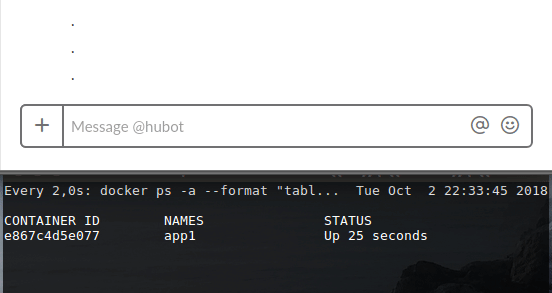 .
.
.
+ Message @hubot @
Every 2,0s: docker ps -a --format "tabl... Tue Oct 2 22:33:45 2018
CONTAINER ID NAMES STATUS
e867c4d5e077 app1 Up 25 seconds